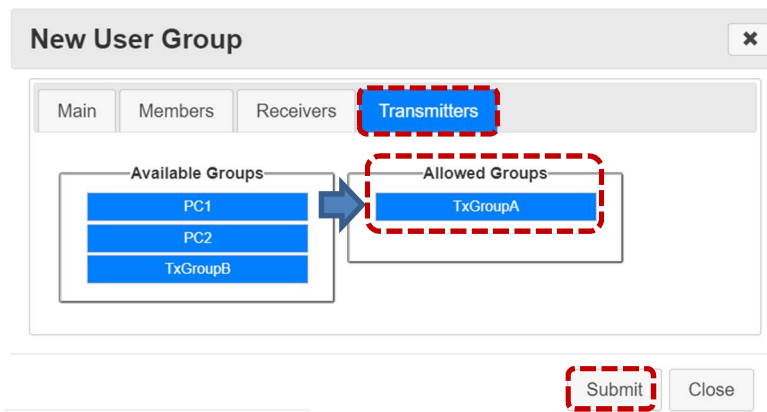 New User Group
Main Members Receivers Transmitters
Available Groups
PC1
PC2
TxGroupB
Allowed Groups
TxGroupA
Submit Close